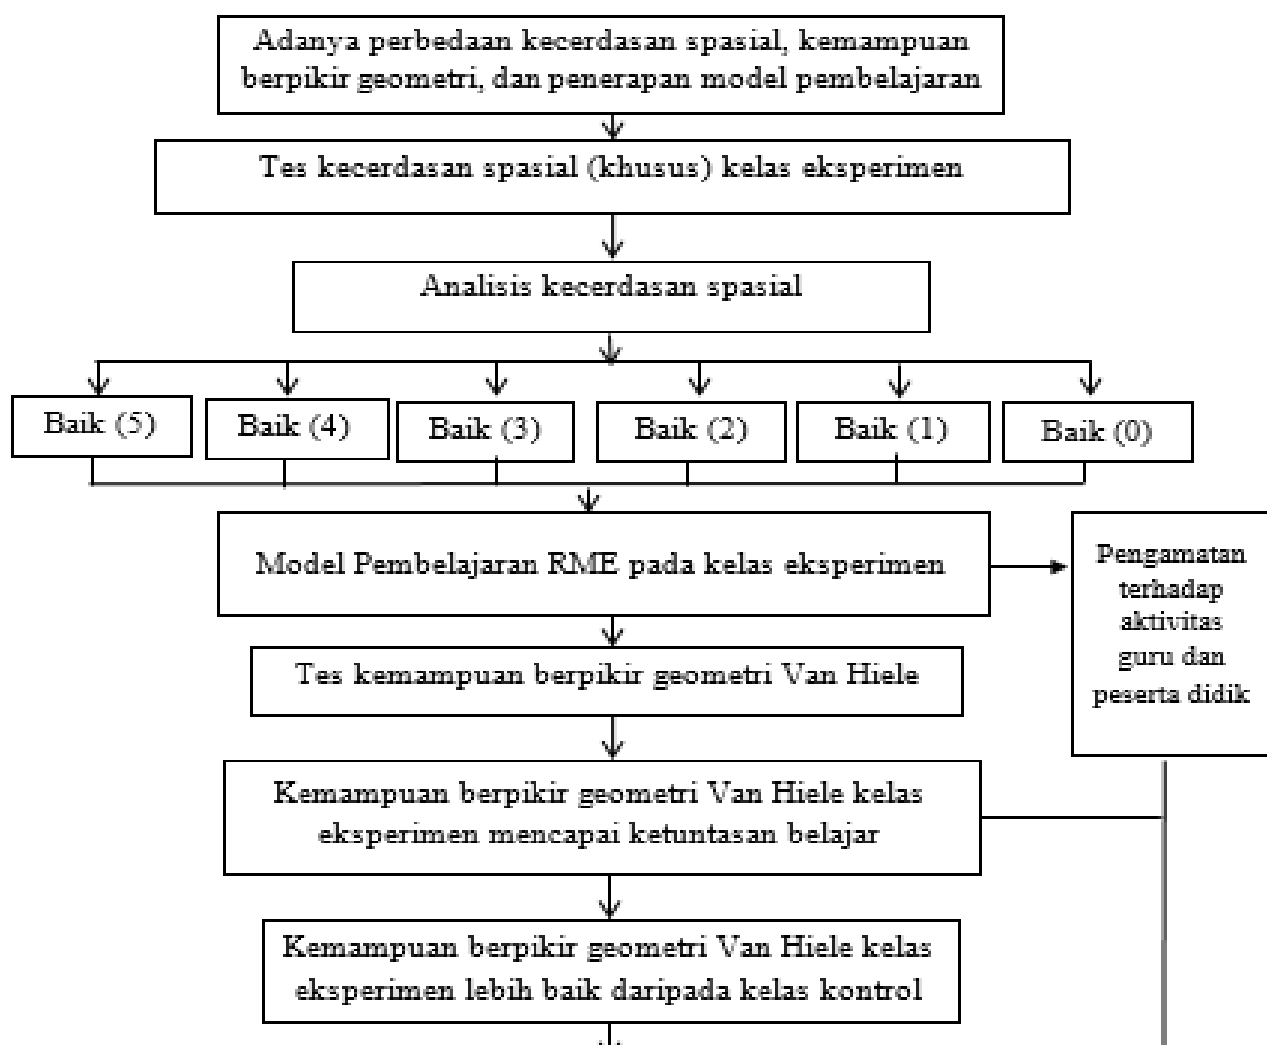 Adanya perbedaan kecerdasan spasial, kemampuan
berpikir geometri, dan penerapan model pembelajaran
Tes kecerdasan spasial (khusus) kelas eksperimen
Analisis kecerdasan spasial
Baik (5)
Baik (4)
Baik (3)
Baik (2)
Baik (1)
Baik (0)
Model Pembelajaran RME pada kelas eksperimen
Pengamatan
terhadap
aktivitas
guru dan
peserta didik
Tes kemampuan berpikir geometri Van Hiele
Kemampuan berpikir geometri Van Hiele kelas
eksperimen mencapai ketuntasan belajar
Kemampuan berpikir geometri Van Hiele kelas
eksperimen lebih baik daripada kelas kontrol